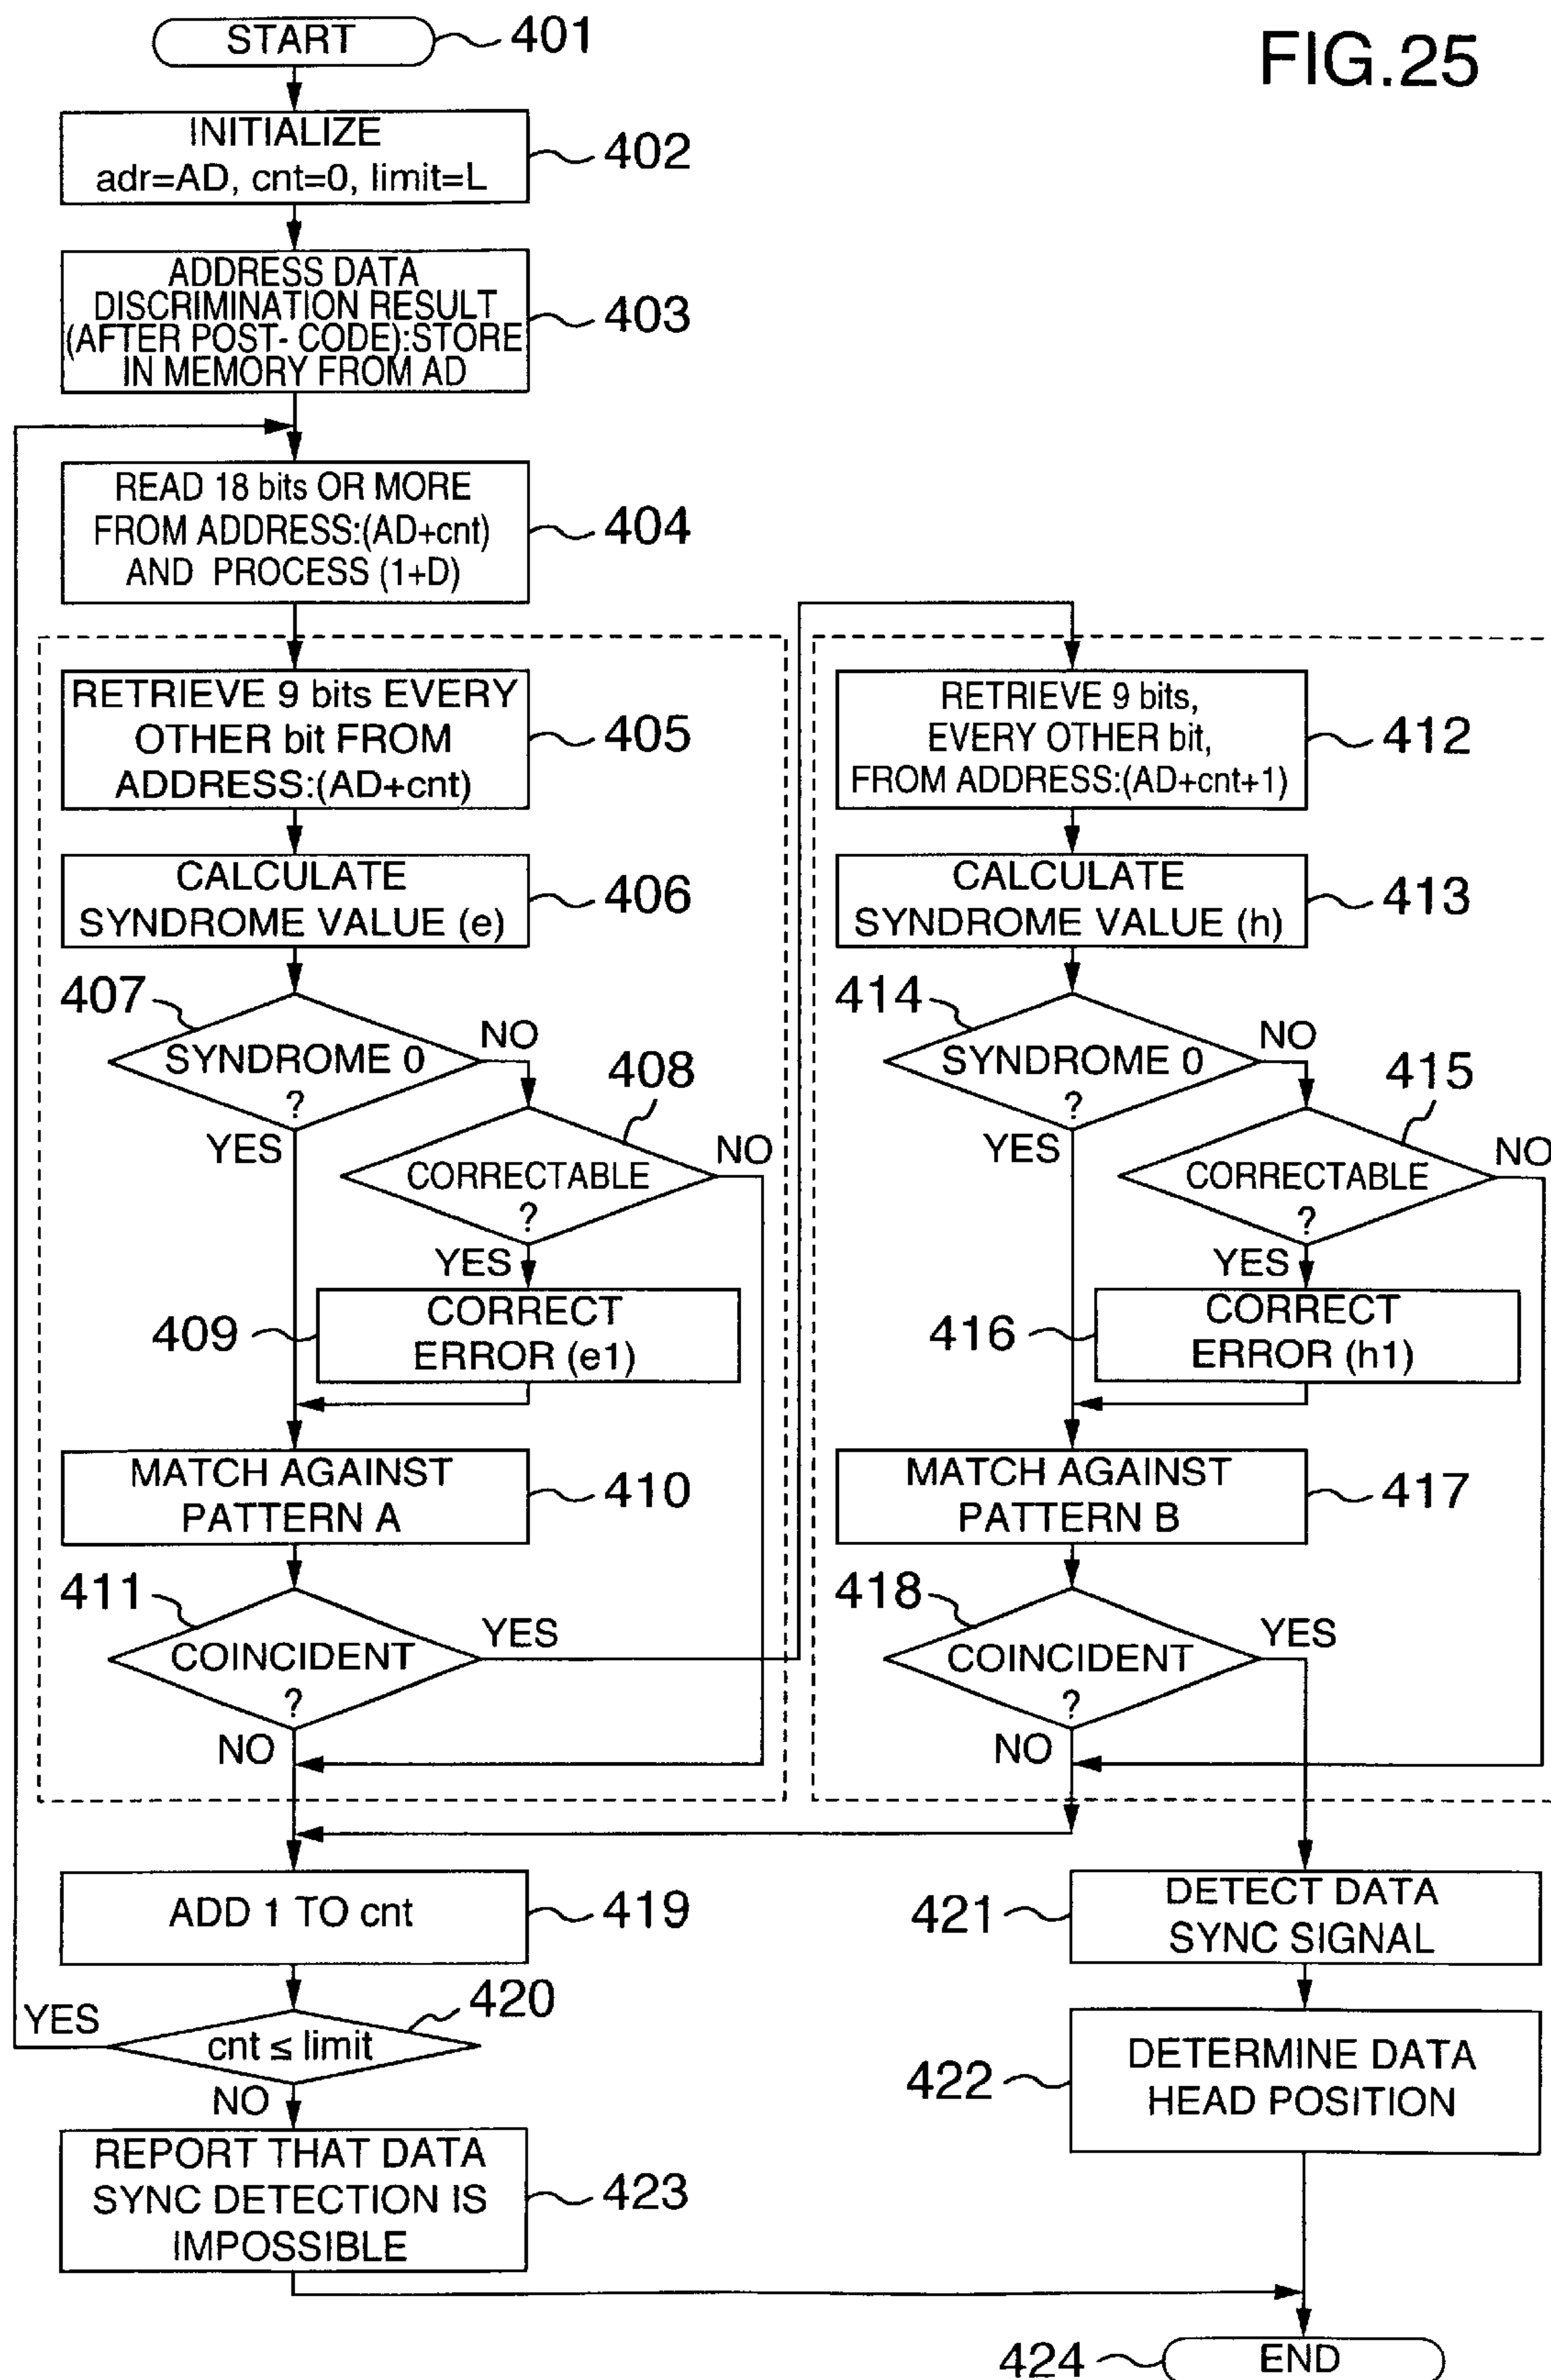 FIG.25
START
401
INITIALIZE
adr=AD, cnt=0, limit=L
402
ADDRESS DATA
DISCRIMINATION RESULT
(AFTER POST- CODE):STORE
IN MEMORY FROM AD
403
READ 18 bits OR MORE
FROM ADDRESS:(AD+cnt)
AND PROCESS (1+D)
404
RETRIEVE 9 bits EVERY
OTHER bit FROM
ADDRESS:(AD+cnt)
405
CALCULATE
SYNDROME VALUE (e)
406
407
SYNDROME 0
?
NO
YES
408
CORRECTABLE
?
NO
YES
409
CORRECT
ERROR (e1)
MATCH AGAINST
PATTERN A
410
411
COINCIDENT
?
YES
NO
RETRIEVE 9 bits,
EVERY OTHER bit,
FROM ADDRESS:(AD+cnt+1)
412
CALCULATE
SYNDROME VALUE (h)
413
414
SYNDROME 0
?
NO
YES
415
CORRECTABLE
?
NO
YES
416
CORRECT
ERROR (h1)
MATCH AGAINST
PATTERN B
417
418
COINCIDENT
?
YES
NO
ADD 1 TO cnt
419
420
cnt ≤ limit
YES
NO
REPORT THAT DATA
SYNC DETECTION IS
IMPOSSIBLE
423
421
DETECT DATA
SYNC SIGNAL
422
DETERMINE DATA
HEAD POSITION
424
END